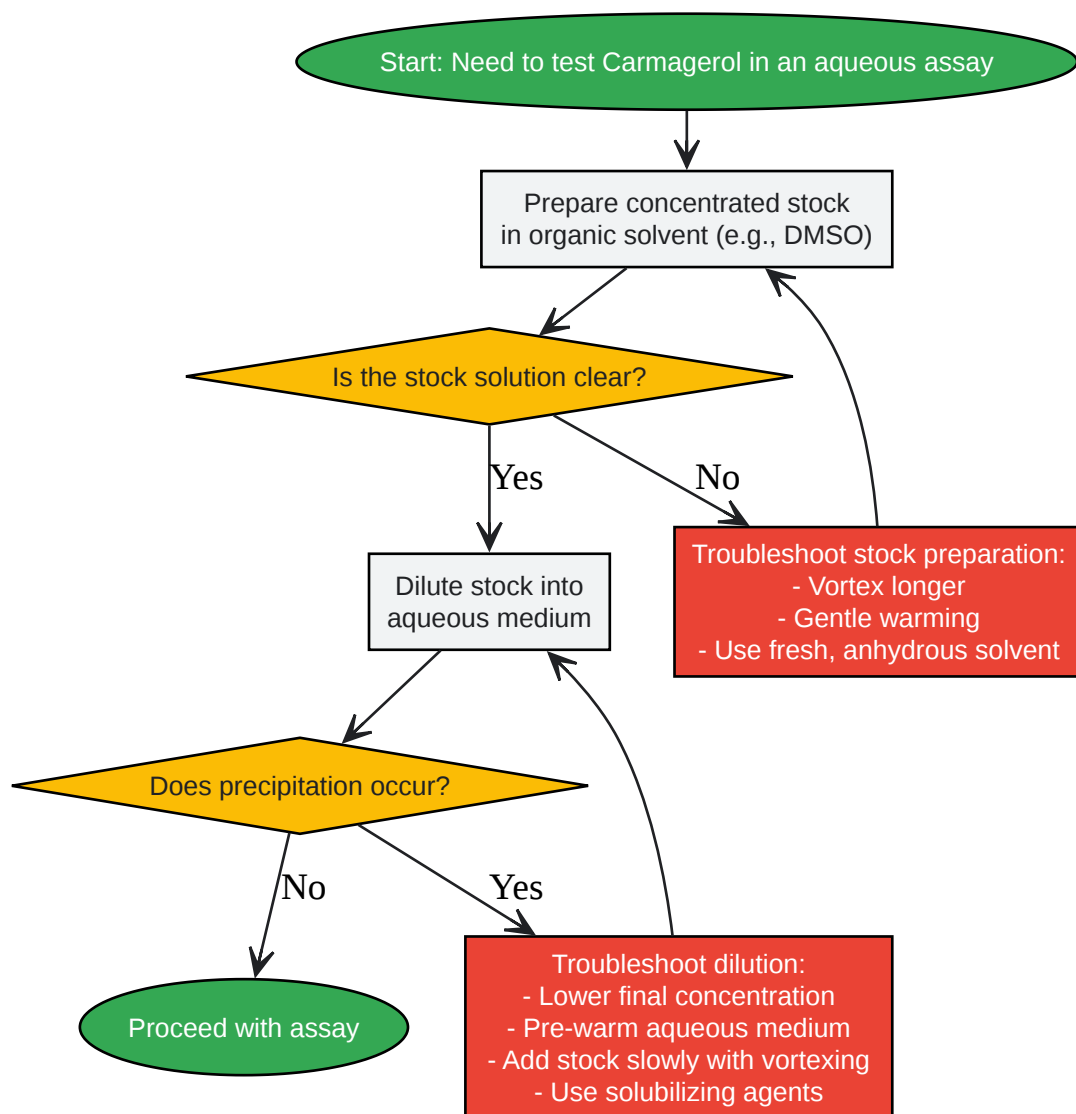 Start: Need to test Carmagerol in an aqueous assay
Prepare concentrated stock
in organic solvent (e.g., DMSO)
Is the stock solution clear?
Yes
No
Dilute stock into
aqueous medium
Troubleshoot stock preparation:
- Vortex longer
- Gentle warming
- Use fresh, anhydrous solvent
Does precipitation occur?
No
Yes
Proceed with assay
Troubleshoot dilution:
- Lower final concentration
- Pre-warm aqueous medium
- Add stock slowly with vortexing
- Use solubilizing agents